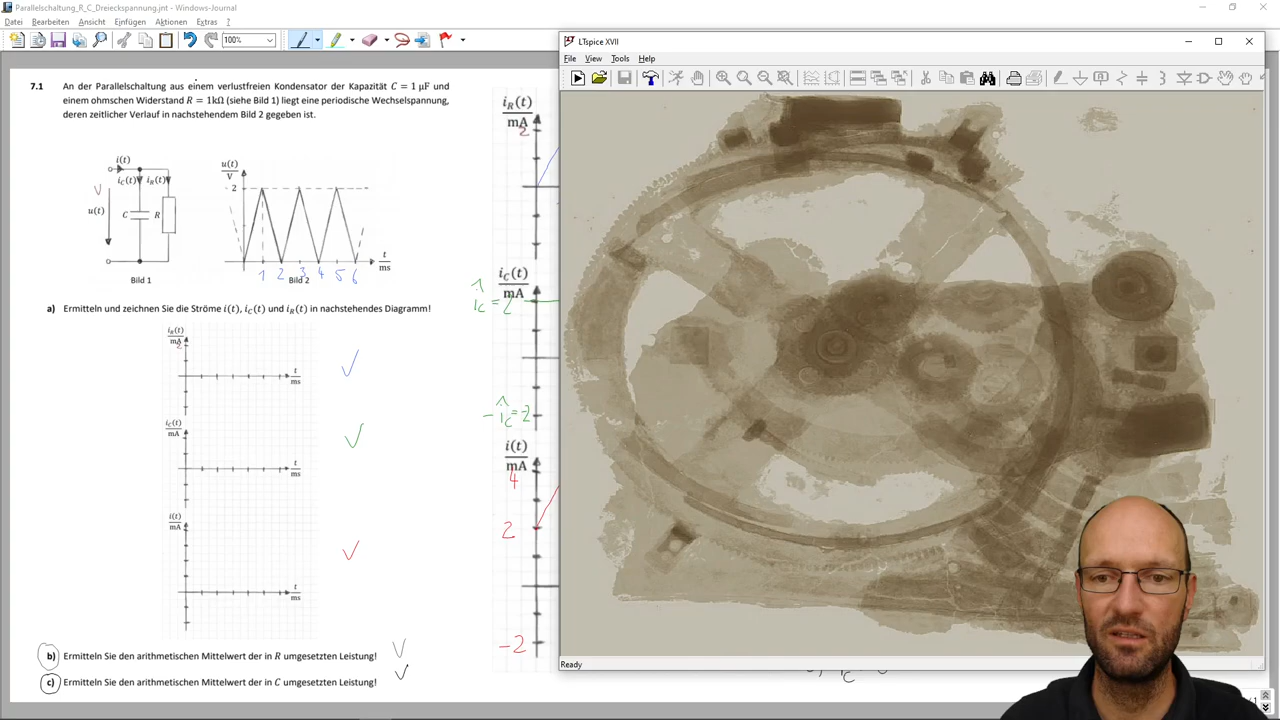 Parallelschaltung_R_C_Dreieckspannung.jnt - Windows-Journal
Datei Bearbeiten Ansicht Einfügen Aktionen Extras ?
100%
7.1 An der Parallelschaltung aus einem verlustfreien Kondensator der Kapazität C = 1 µF und
einem ohmschen Widerstand R = 1kΩ (siehe Bild 1) liegt eine periodische Wechselspannung,
deren zeitlicher Verlauf in nachstehendem Bild 2 gegeben ist.
i(t)
iC(t) iR(t)
u(t)
C R
Bild 1
u(t)
V
2
t
ms
1 2 3 4 5 6
Bild 2
a) Ermitteln und zeichnen Sie die Ströme i(t), iC(t) und iR(t) in nachstehendes Diagramm!
iR(t)
mA
2
t
ms
iC(t)
mA
t
ms
i(t)
mA
t
ms
b) Ermitteln Sie den arithmetischen Mittelwert der in R umgesetzten Leistung!
c) Ermitteln Sie den arithmetischen Mittelwert der in C umgesetzten Leistung!
iR(t)
mA
2
iC(t)
mA
îC = 2
-îC = 2
i(t)
mA
4
2
-2
LTspice XVII
File View Tools Help
Ready